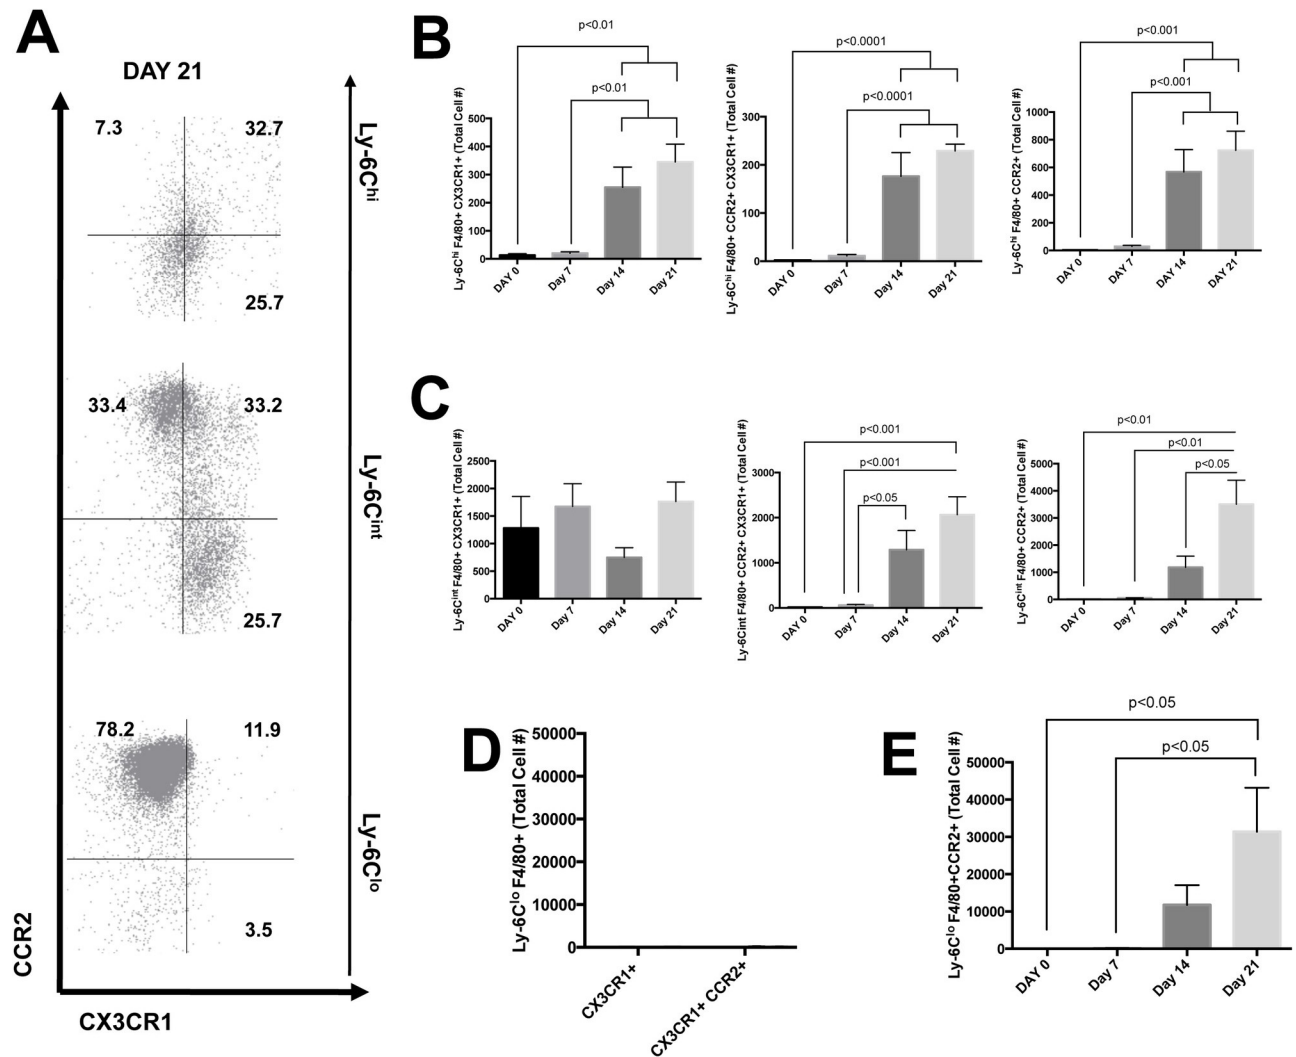 A
DAY 21
7.3
32.7
25.7
Ly-6Chi
33.4
33.2
25.7
Ly-6Cint
78.2
11.9
3.5
Ly-6Clo
CCR2
CX3CR1
B
p<0.01
p<0.01
Ly-6Chi F4/80+ CX3CR1+ (Total Cell #)
500
400
300
200
100
0
DAY 0
Day 7
Day 14
Day 21
p<0.0001
p<0.0001
Ly-6Chi F4/80+ CCR2+ CX3CR1+ (Total Cell #)
300
200
100
0
DAY 0
Day 7
Day 14
Day 21
p<0.001
p<0.001
Ly-6Chi F4/80+ CCR2+ (Total Cell #)
1000
800
600
400
200
0
DAY 0
DAY 7
DAY 14
DAY 21
C
Ly-6Cint F4/80+ CX3CR1+ (Total Cell #)
2500
2000
1500
1000
500
0
DAY 0
Day 7
Day 14
Day 21
p<0.001
p<0.001
p<0.05
Ly-6Cint F4/80+ CCR2+ CX3CR1+ (Total Cell #)
3000
2000
1000
0
DAY 0
Day 7
Day 14
Day 21
p<0.01
p<0.01
p<0.05
Ly-6Cint F4/80+ CCR2+ (Total Cell #)
5000
4000
3000
2000
1000
0
DAY 0
Day 7
Day 14
Day 21
D
Ly-6Clo F4/80+ (Total Cell #)
50000
40000
30000
20000
10000
0
CX3CR1+
CX3CR1+ CCR2+
E
p<0.05
p<0.05
Ly-6Clo F4/80+CCR2+ (Total Cell #)
50000
40000
30000
20000
10000
0
DAY 0
Day 7
Day 14
Day 21